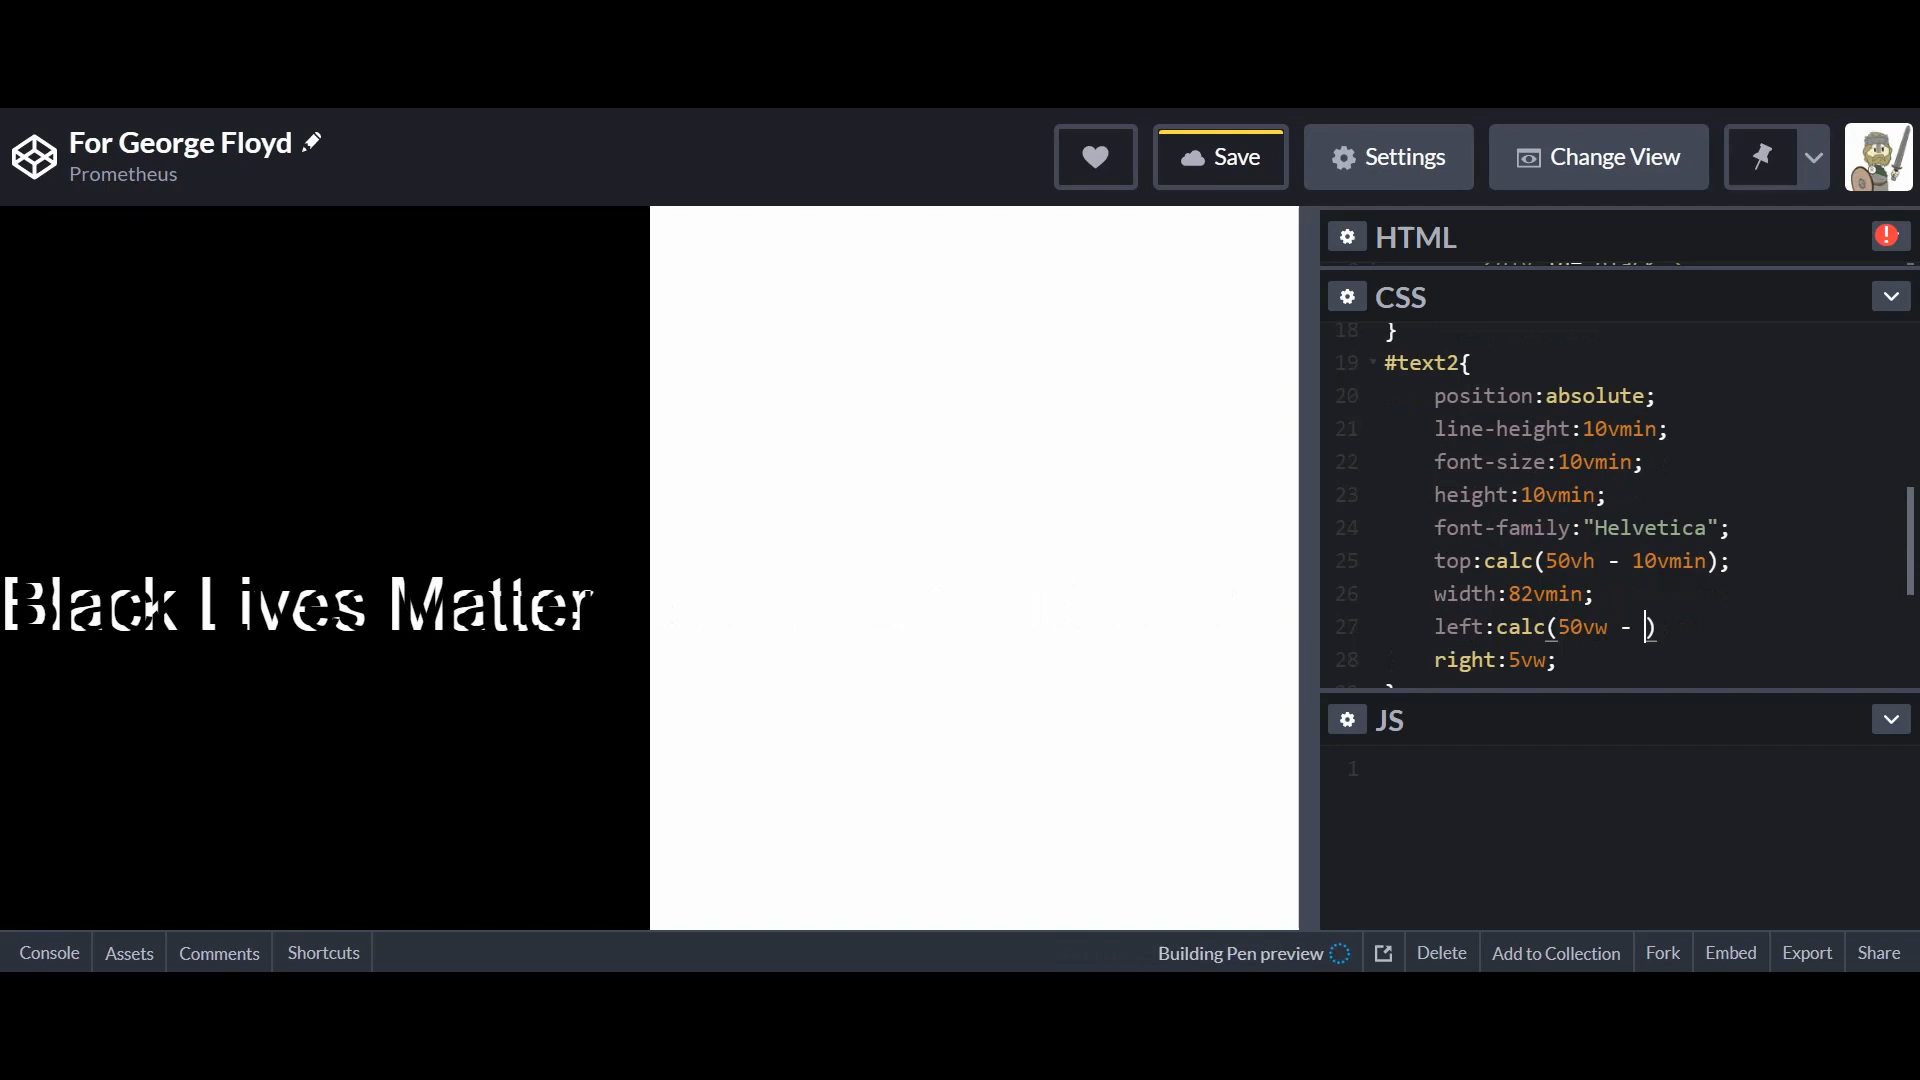 For George Floyd
Prometheus
Save
Settings
Change View
Black Lives Matter
HTML
CSS
18 }
19 #text2{
20 position:absolute;
21 line-height:10vmin;
22 font-size:10vmin;
23 height:10vmin;
24 font-family:"Helvetica";
25 top:calc(50vh - 10vmin);
26 width:82vmin;
27 left:calc(50vw - )
28 right:5vw;
JS
1
Console
Assets
Comments
Shortcuts
Building Pen preview
Delete
Add to Collection
Fork
Embed
Export
Share